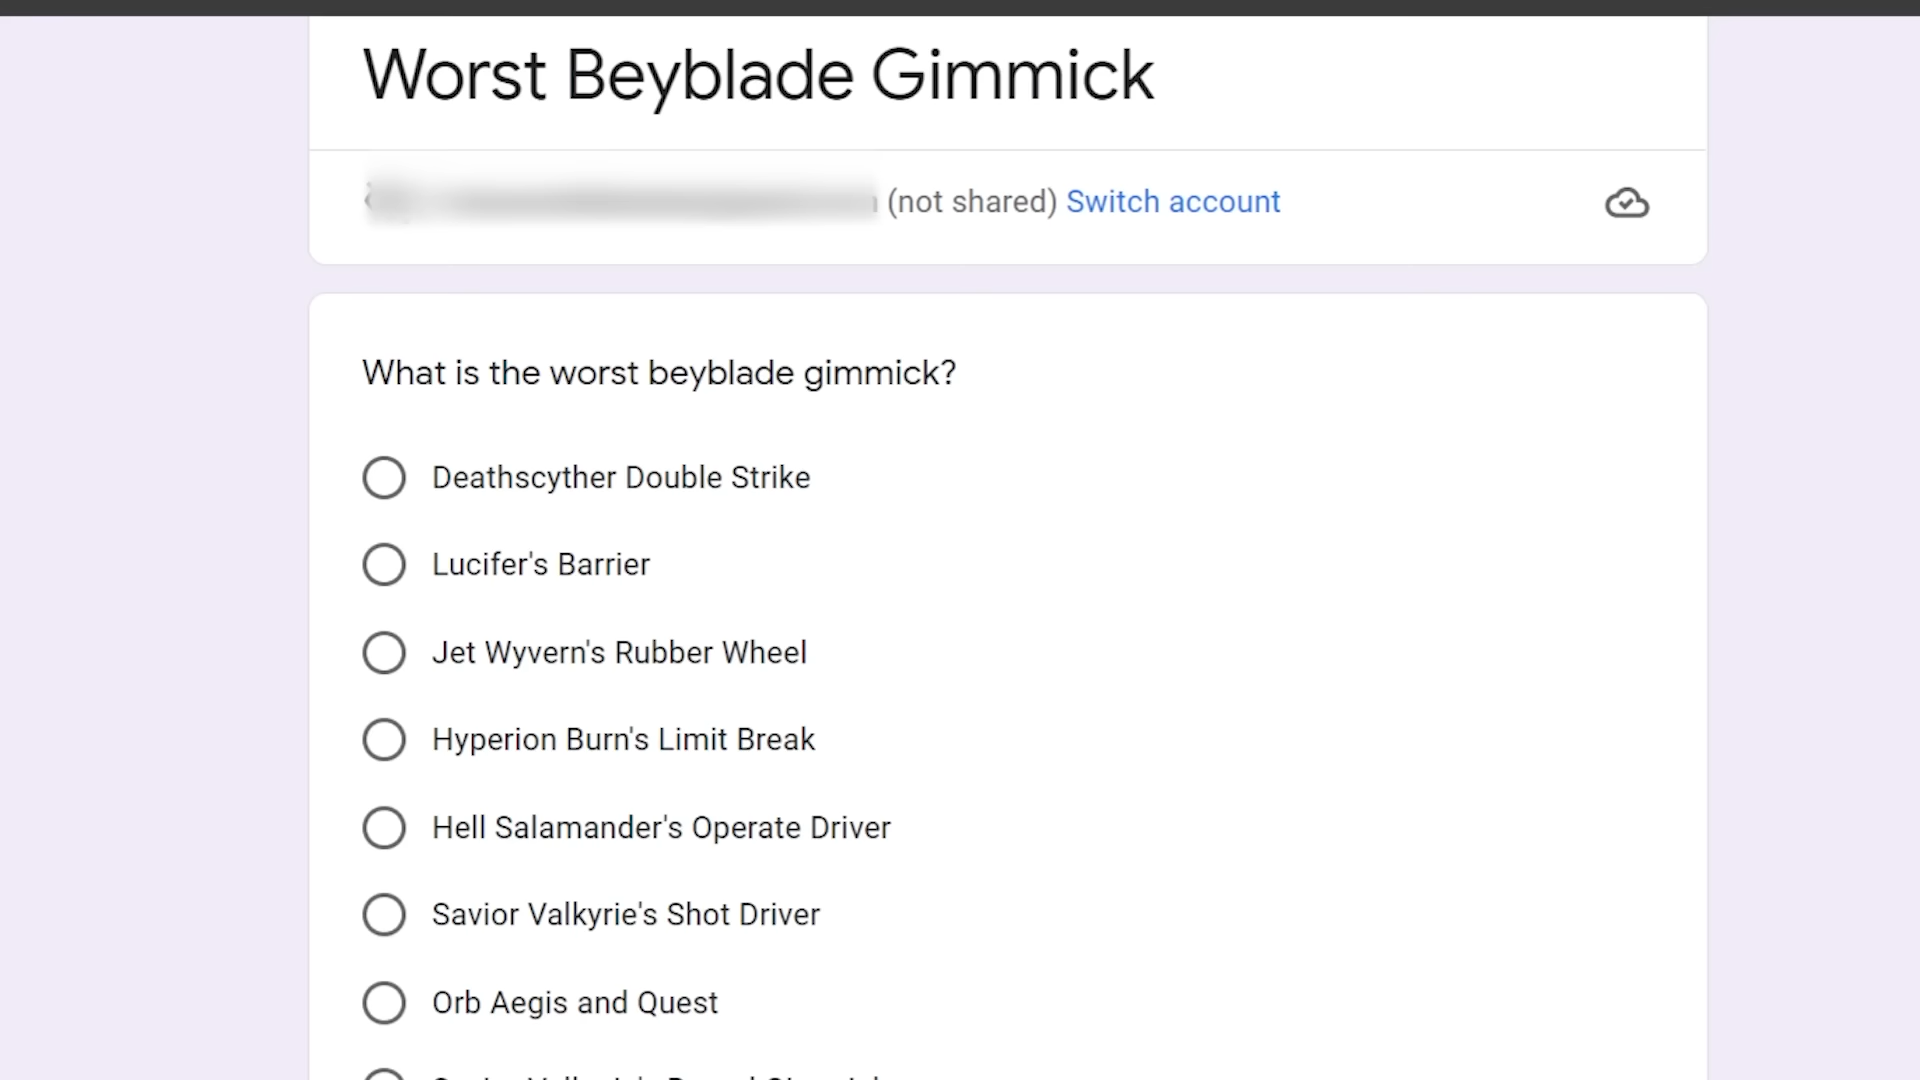 Worst Beyblade Gimmick
(not shared) Switch account
What is the worst beyblade gimmick?
Deathscyther Double Strike
Lucifer's Barrier
Jet Wyvern's Rubber Wheel
Hyperion Burn's Limit Break
Hell Salamander's Operate Driver
Savior Valkyrie's Shot Driver
Orb Aegis and Quest